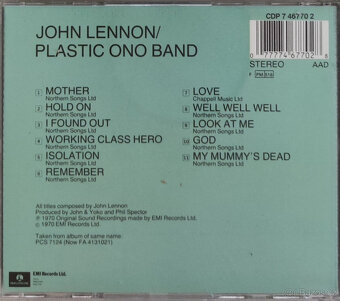 JOHN LENNON/
PLASTIC ONO BAND
CDP 7 46770 2
0 77774 67702 8
STEREO AAD
F PM 516
1 MOTHER
Northern Songs Ltd
2 HOLD ON
Northern Songs Ltd
3 I FOUND OUT
Northern Songs Ltd
4 WORKING CLASS HERO
Northern Songs Ltd
5 ISOLATION
Northern Songs Ltd
6 REMEMBER
Northern Songs Ltd
7 LOVE
Chappell Music Ltd
8 WELL WELL WELL
Northern Songs Ltd
9 LOOK AT ME
Northern Songs Ltd
10 GOD
Northern Songs Ltd
11 MY MUMMY'S DEAD
Northern Songs Ltd
All titles composed by John Lennon
Produced by John & Yoko and Phil Spector
℗ 1970 Original Sound Recordings made by EMI Records Ltd.
© 1970 EMI Records Ltd.
Taken from album of same name:
PCS 7124 (Now FA 4131021)
EMI Records Ltd.